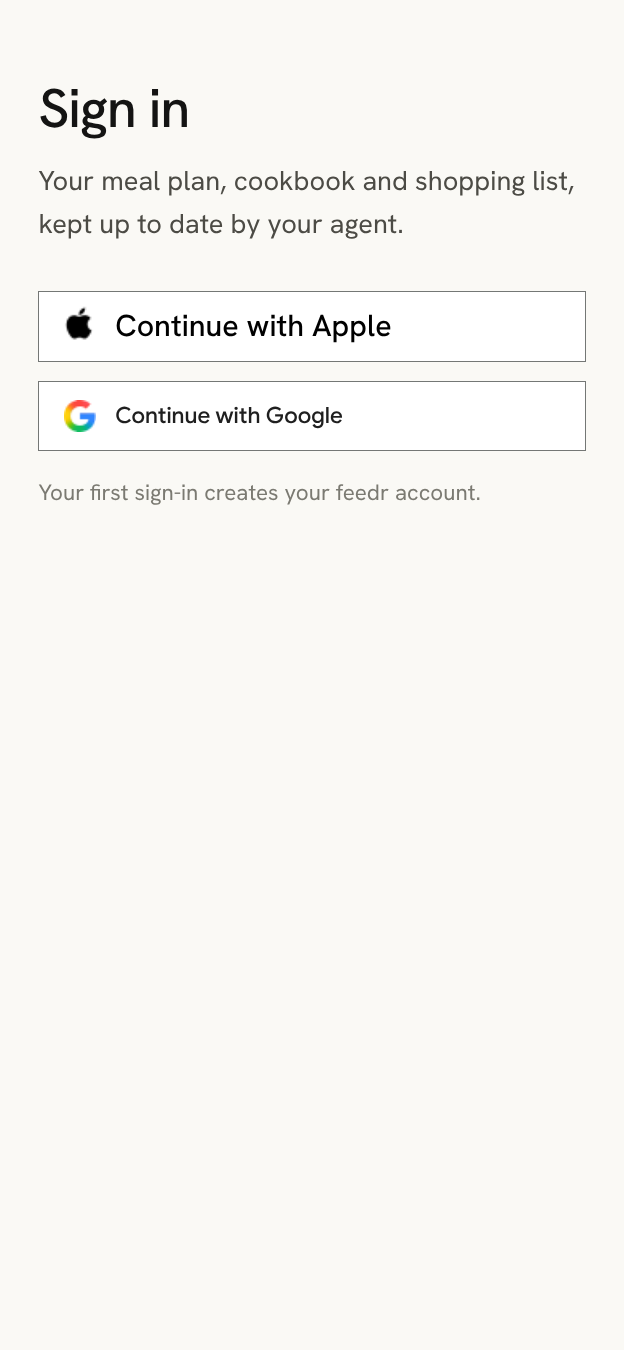 Sign in
Your meal plan, cookbook and shopping list,
kept up to date by your agent.
Continue with Apple
Continue with Google
Your first sign-in creates your feedr account.